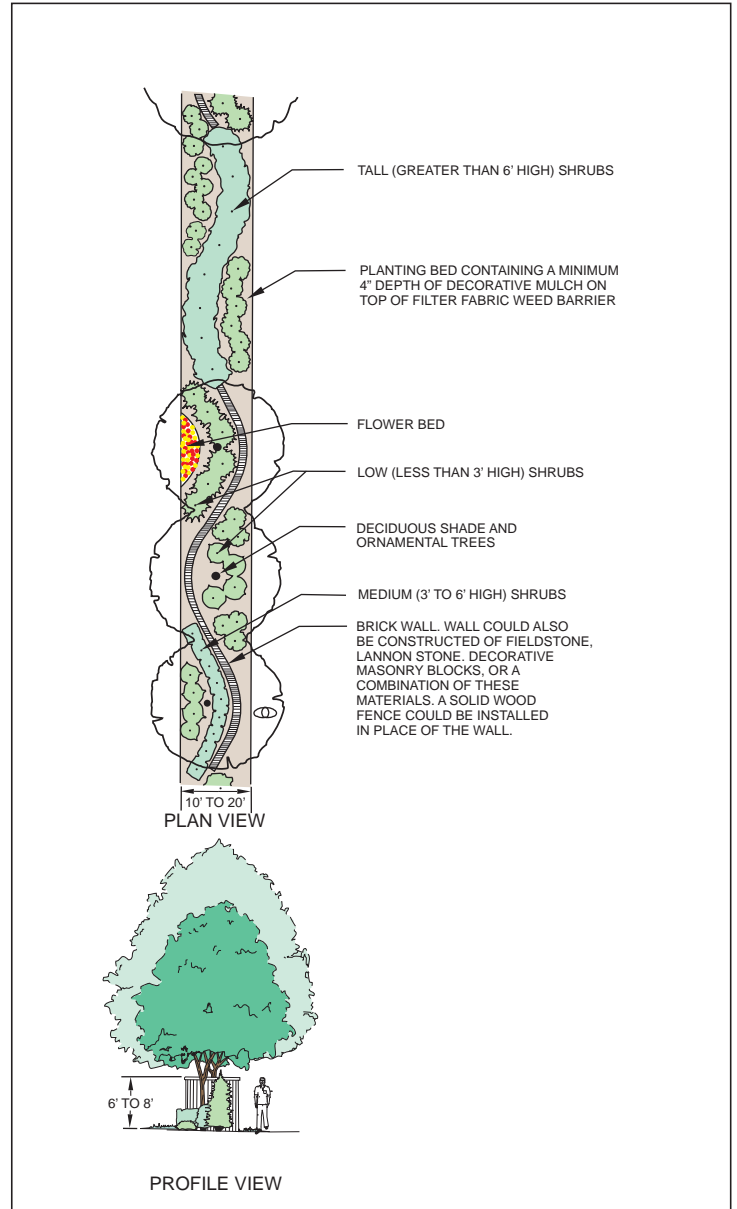 TALL (GREATER THAN 6’ HIGH) SHRUBS
PLANTING BED CONTAINING A MINIMUM
4” DEPTH OF DECORATIVE MULCH ON
TOP OF FILTER FABRIC WEED BARRIER
FLOWER BED
LOW (LESS THAN 3’ HIGH) SHRUBS
DECIDUOUS SHADE AND
ORNAMENTAL TREES
MEDIUM (3’ TO 6’ HIGH) SHRUBS
BRICK WALL. WALL COULD ALSO
BE CONSTRUCTED OF FIELDSTONE,
LANNON STONE. DECORATIVE
MASONRY BLOCKS, OR A
COMBINATION OF THESE
MATERIALS. A SOLID WOOD
FENCE COULD BE INSTALLED
IN PLACE OF THE WALL.
10’ TO 20’
PLAN VIEW
6’ TO 8’
PROFILE VIEW